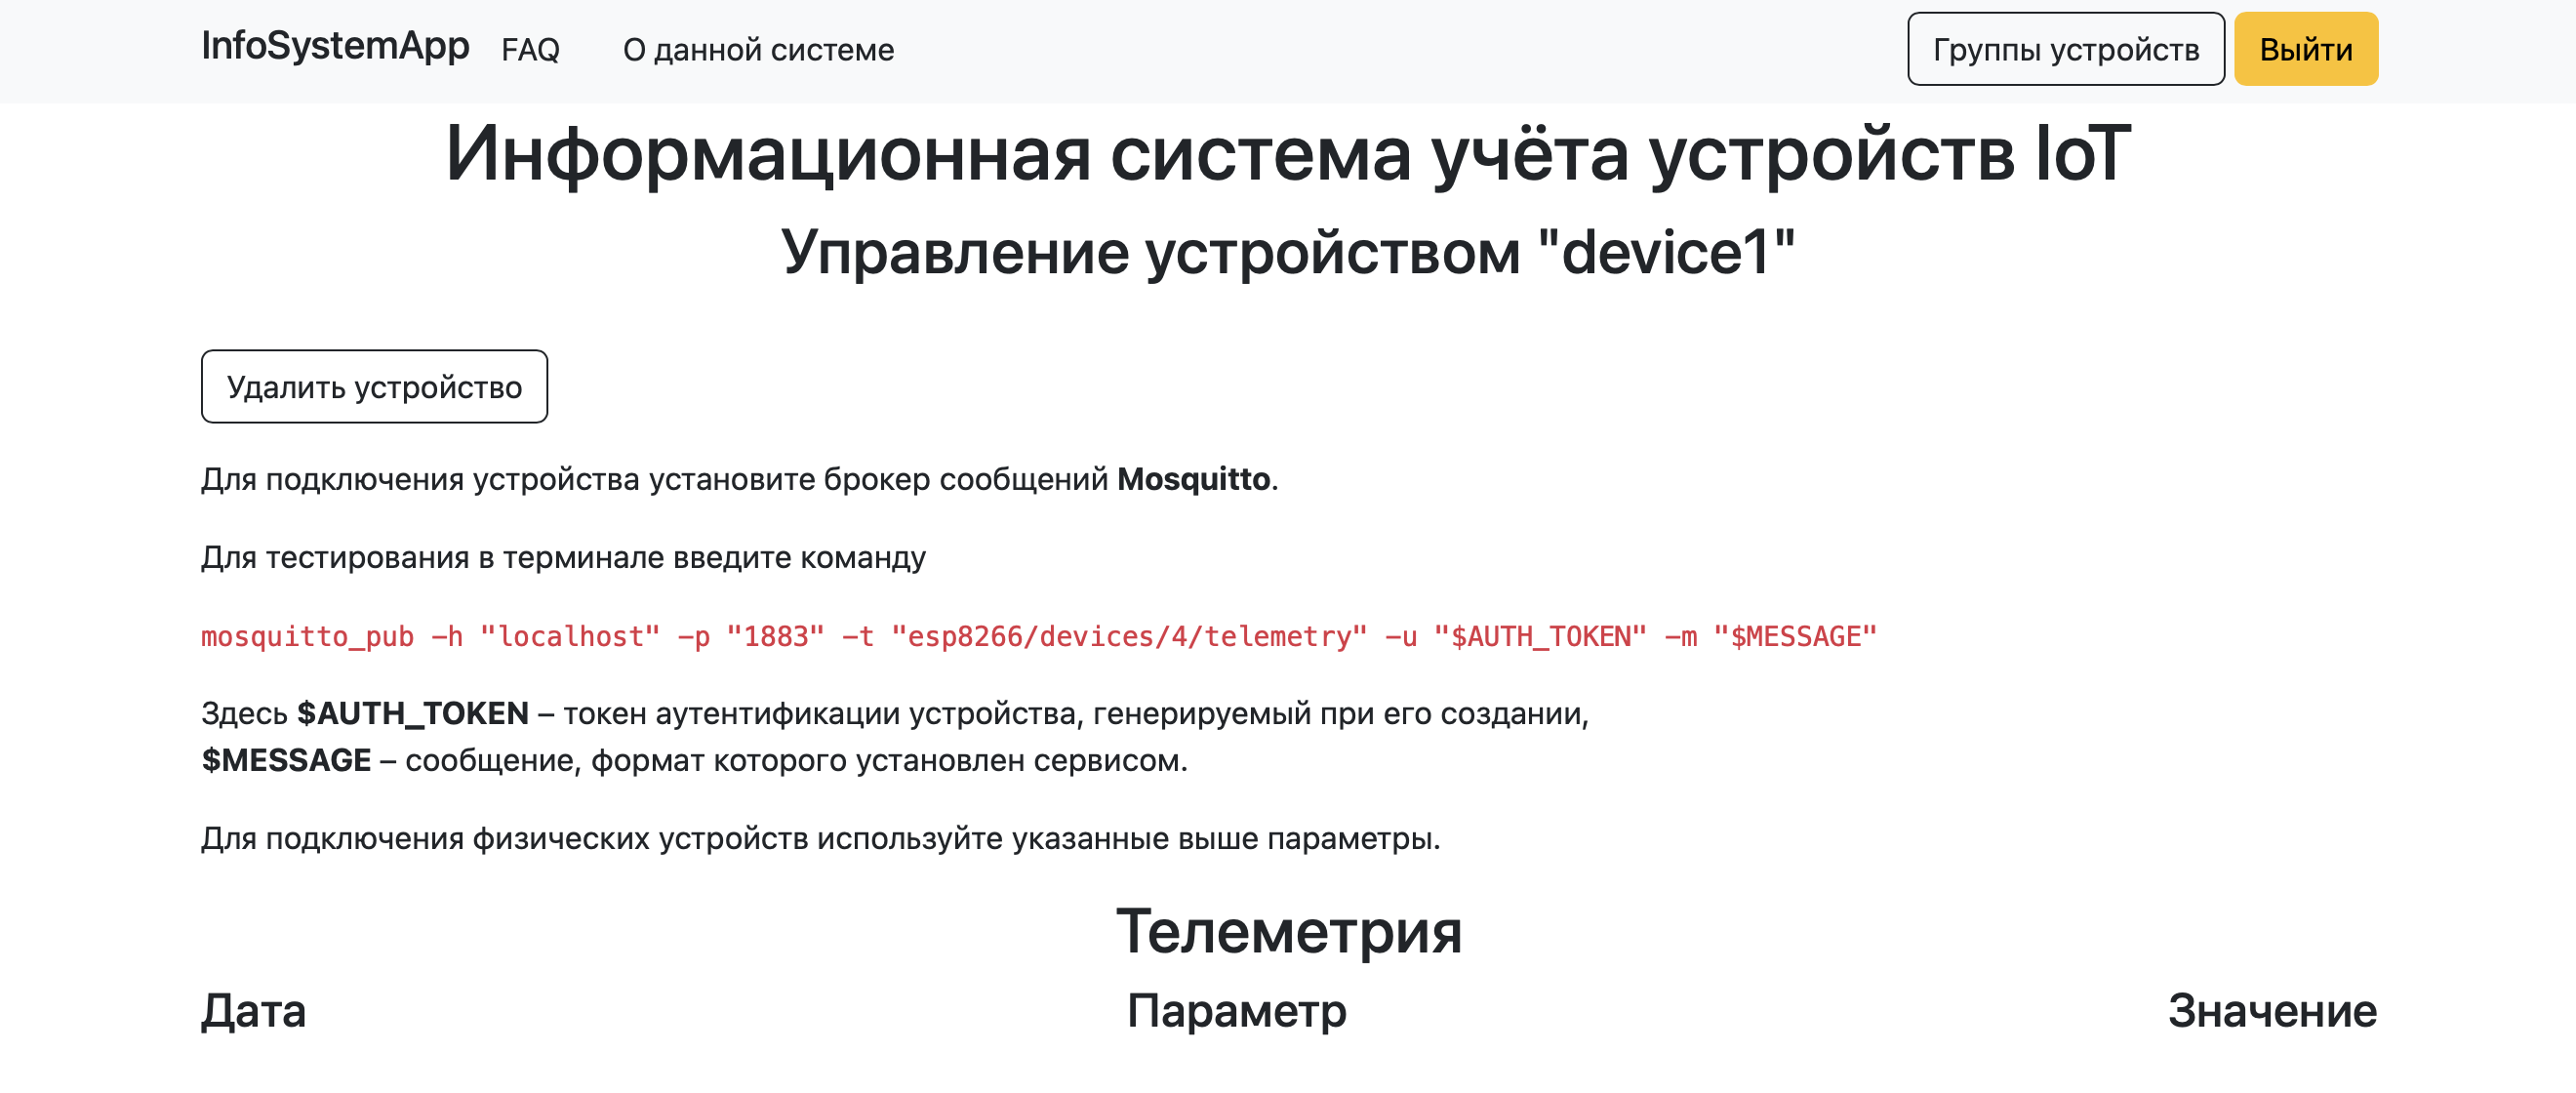 InfoSystemApp FAQ О данной системе Группы устройств Выйти
Информационная система учёта устройств IoT
Управление устройством "device1"
Удалить устройство
Для подключения устройства установите брокер сообщений Mosquitto.
Для тестирования в терминале введите команду
mosquitto_pub -h "localhost" -p "1883" -t "esp8266/devices/4/telemetry" -u "$AUTH_TOKEN" -m "$MESSAGE"
Здесь $AUTH_TOKEN – токен аутентификации устройства, генерируемый при его создании,
$MESSAGE – сообщение, формат которого установлен сервисом.
Для подключения физических устройств используйте указанные выше параметры.
Телеметрия
Дата Параметр Значение